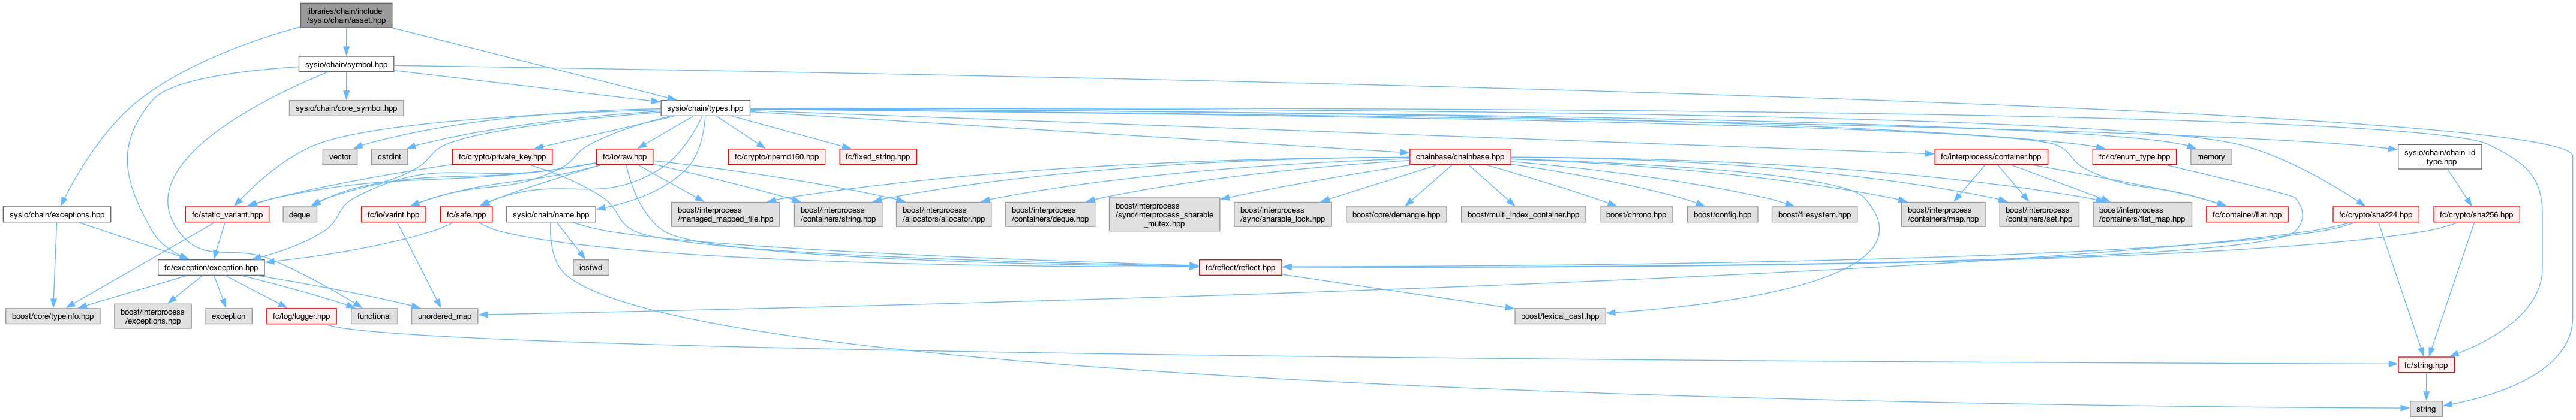 libraries/chain/include
/sysio/chain/asset.hpp
sysio/chain/symbol.hpp
sysio/chain/core_symbol.hpp
sysio/chain/types.hpp
vector
cstdint
fc/crypto/private_key.hpp
fc/io/raw.hpp
fc/crypto/ripemd160.hpp
fc/fixed_string.hpp
chainbase/chainbase.hpp
fc/interprocess/container.hpp
fc/io/enum_type.hpp
memory
sysio/chain/chain_id
_type.hpp
sysio/chain/exceptions.hpp
fc/static_variant.hpp
deque
fc/io/varint.hpp
fc/safe.hpp
sysio/chain/name.hpp
boost/interprocess
/managed_mapped_file.hpp
boost/interprocess
/containers/string.hpp
boost/interprocess
/allocators/allocator.hpp
boost/interprocess
/containers/deque.hpp
boost/interprocess
/sync/interprocess_sharable
_mutex.hpp
boost/interprocess
/sync/sharable_lock.hpp
boost/core/demangle.hpp
boost/multi_index_container.hpp
boost/chrono.hpp
boost/config.hpp
boost/filesystem.hpp
boost/interprocess
/containers/map.hpp
boost/interprocess
/containers/set.hpp
boost/interprocess
/containers/flat_map.hpp
fc/container/flat.hpp
fc/crypto/sha224.hpp
fc/crypto/sha256.hpp
fc/exception/exception.hpp
iosfwd
fc/reflect/reflect.hpp
boost/core/typeinfo.hpp
boost/interprocess
/exceptions.hpp
exception
fc/log/logger.hpp
functional
unordered_map
boost/lexical_cast.hpp
fc/string.hpp
string